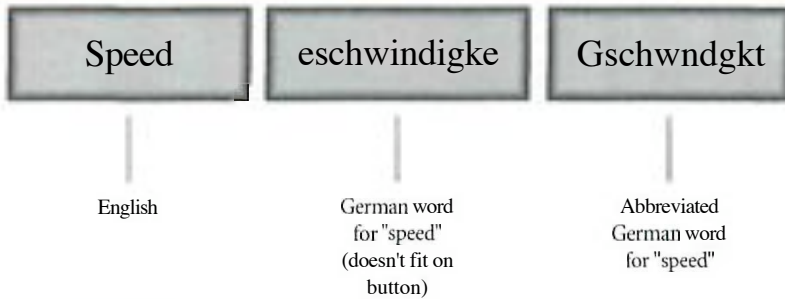 Speed
eschwindigke
Gschwndgkt
English
German word
for "speed"
(doesn't fit on
button)
Abbreviated
German word
for "speed"